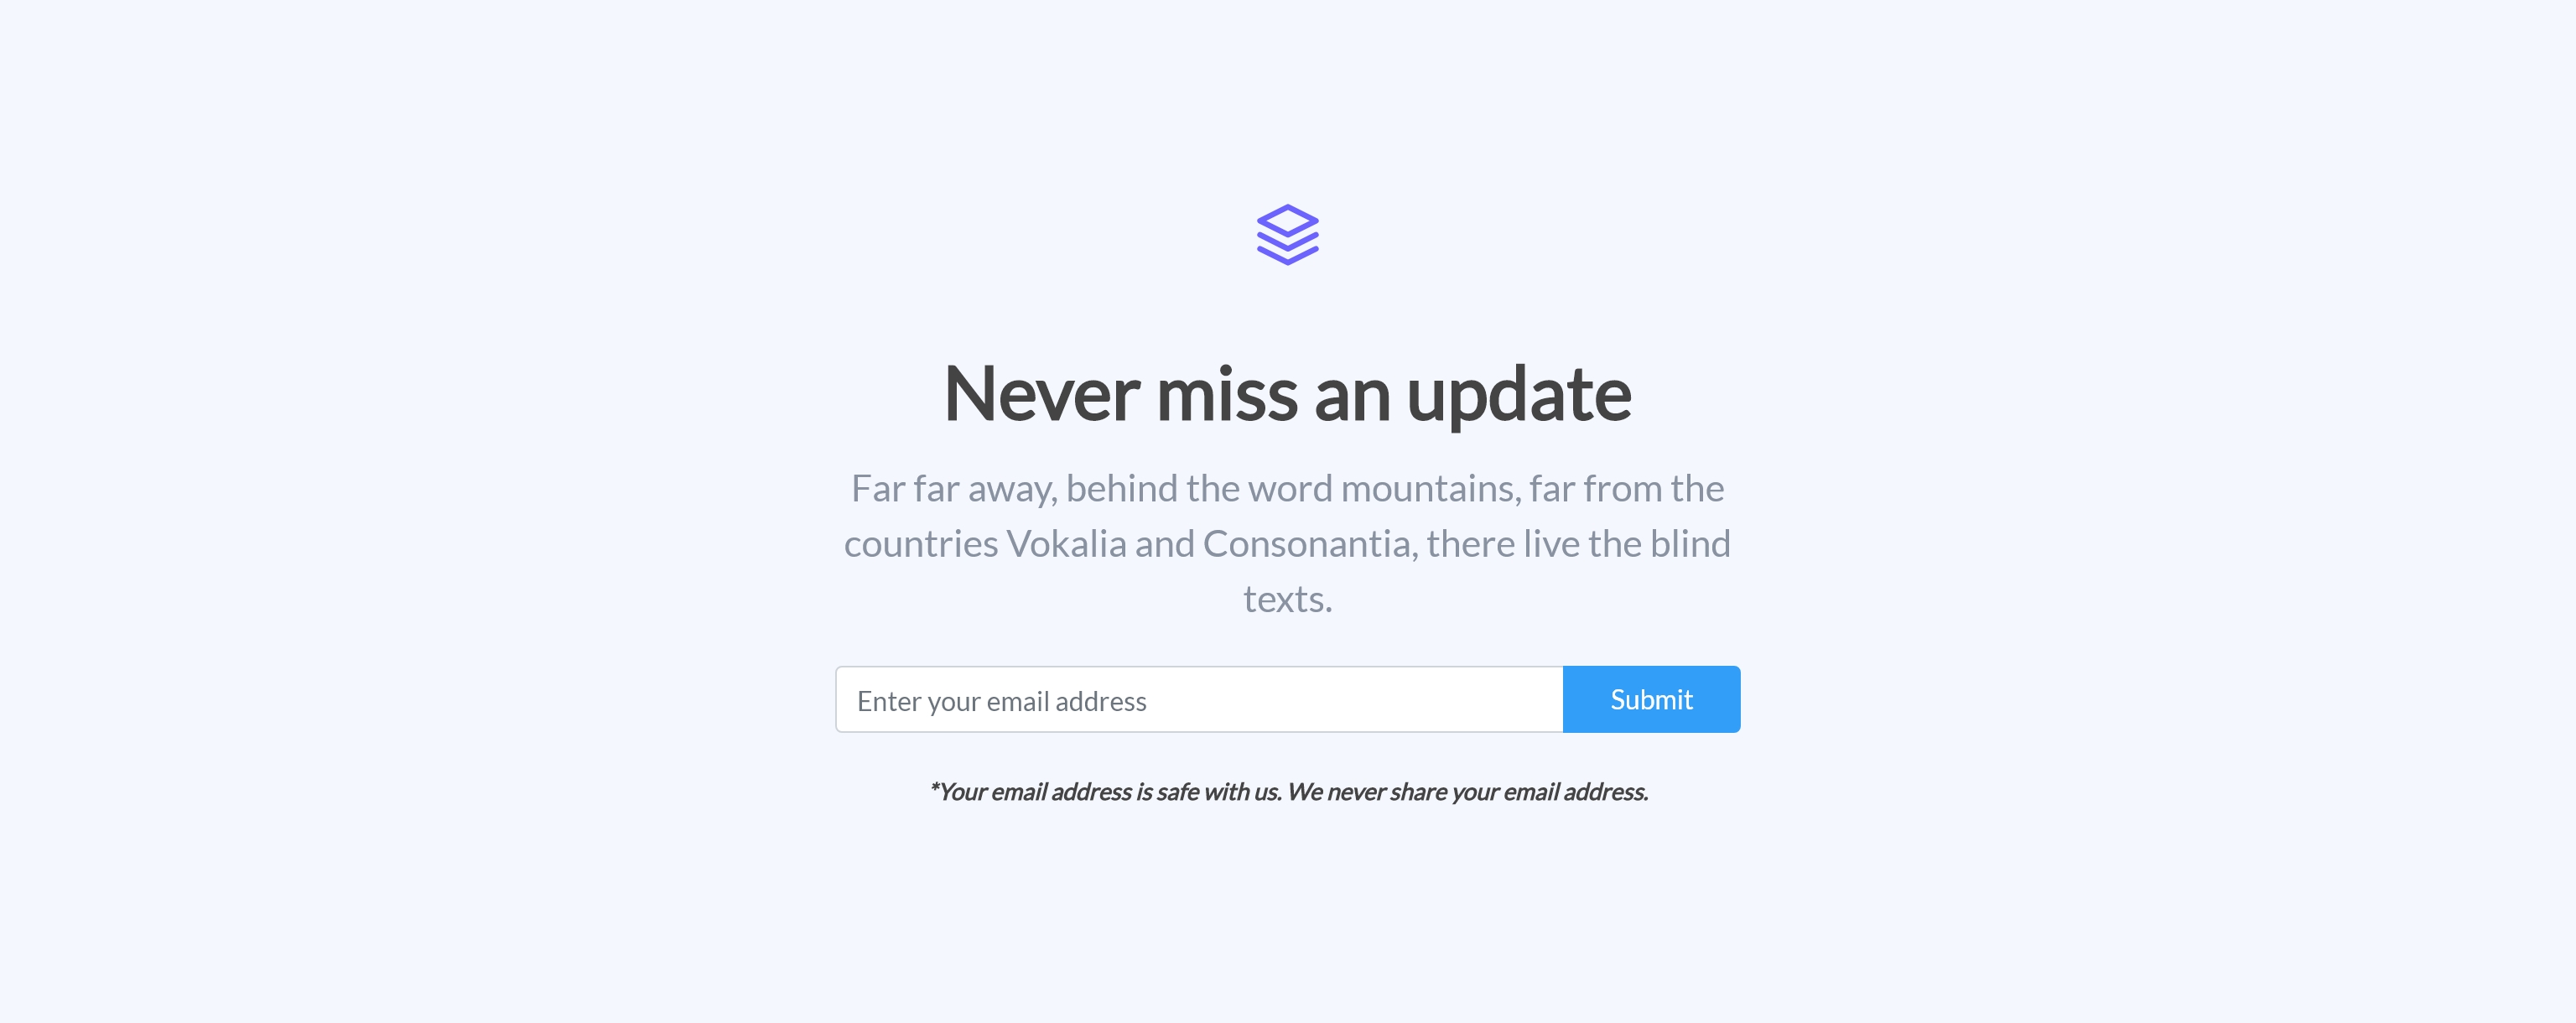 Never miss an update
Far far away, behind the word mountains, far from the
countries Vokalia and Consonantia, there live the blind
texts.
Enter your email address
Submit
*Your email address is safe with us. We never share your email address.